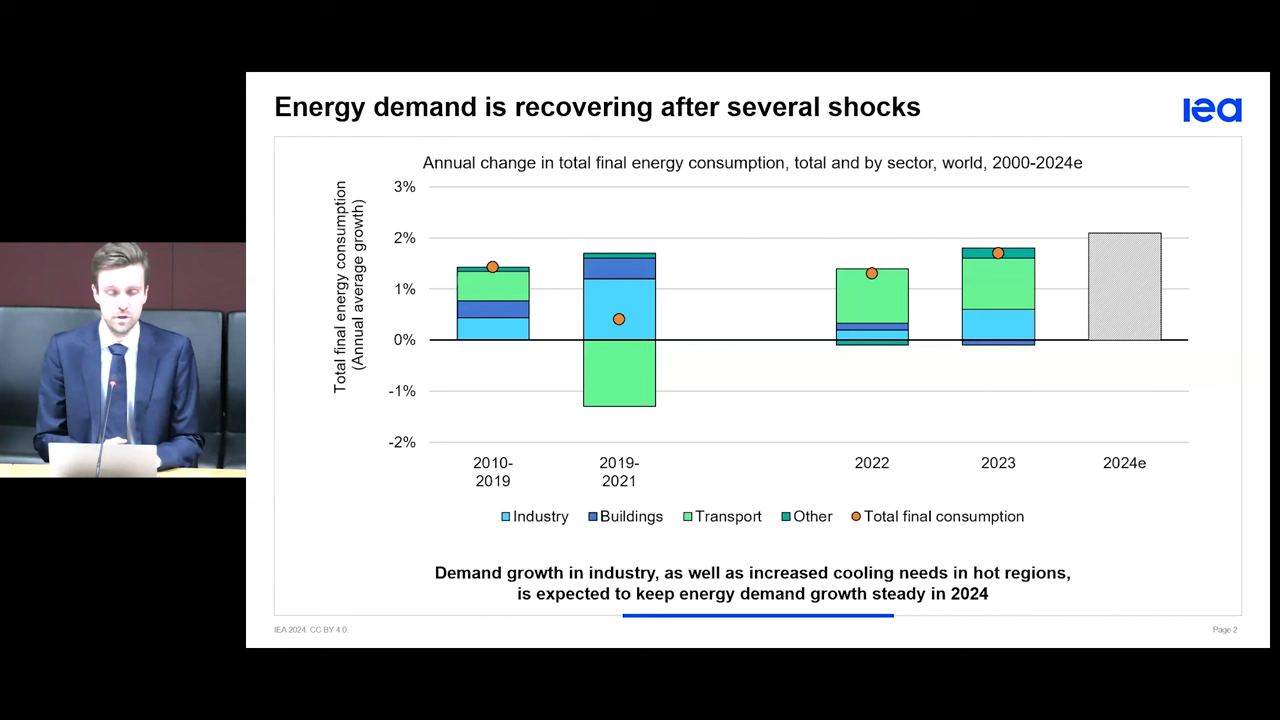 Energy demand is recovering after several shocks
iea
Annual change in total final energy consumption, total and by sector, world, 2000-2024e
Total final energy consumption
(Annual average growth)
3%
2%
1%
0%
-1%
-2%
2010-
2019
2019-
2021
2022
2023
2024e
Industry
Buildings
Transport
Other
Total final consumption
Demand growth in industry, as well as increased cooling needs in hot regions,
is expected to keep energy demand growth steady in 2024
IEA 2024. CC BY 4.0.
Page 2